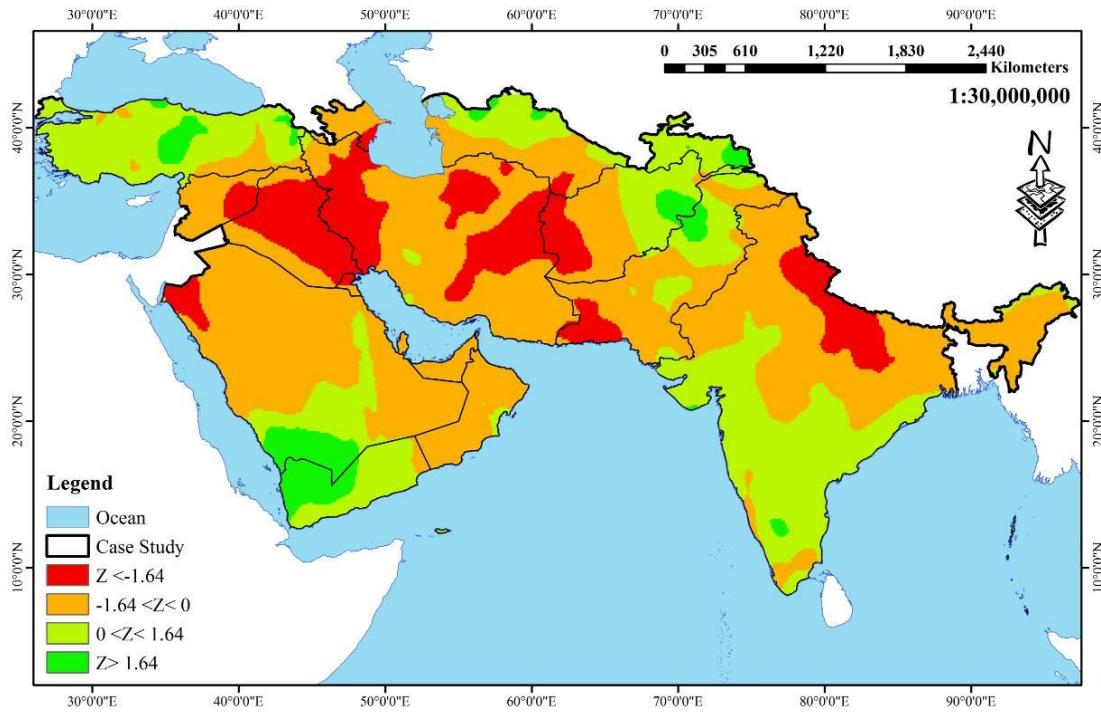 30°0'0"E 40°0'0"E 50°0'0"E 60°0'0"E 70°0'0"E 80°0'0"E 90°0'0"E
0 305 610 1,220 1,830 2,440
Kilometers
1:30,000,000
N
40°0'0"N 40°0'0"N
30°0'0"N 30°0'0"N
20°0'0"N 20°0'0"N
10°0'0"N 10°0'0"N
Legend
Ocean
Case Study
Z <-1.64
-1.64 <Z< 0
0 <Z< 1.64
Z> 1.64
30°0'0"E 40°0'0"E 50°0'0"E 60°0'0"E 70°0'0"E 80°0'0"E 90°0'0"E